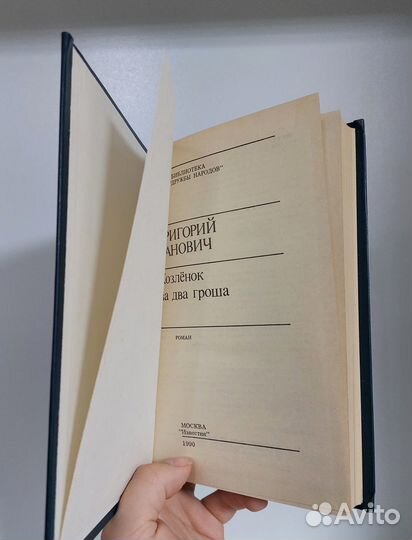 БИБЛИОТЕКА
ДРУЖБЫ НАРОДОВ"
РИГОРИЙ
АНОВИЧ
Козлёнок
за два гроша
РОМАН
МОСКВА
"Известия"
1990
Avito